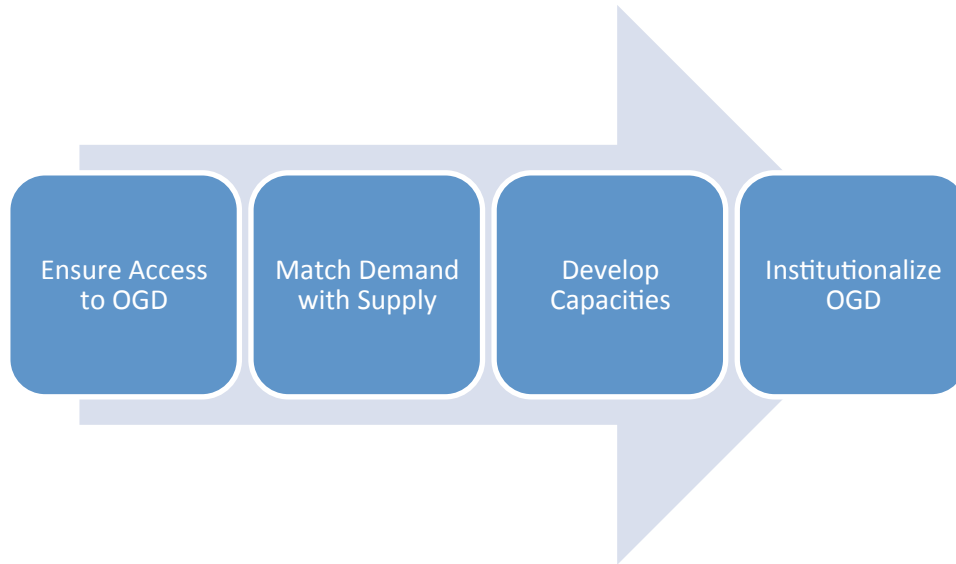 Ensure Access
to OGD
Match Demand
with Supply
Develop
Capacities
Institutionalize
OGD